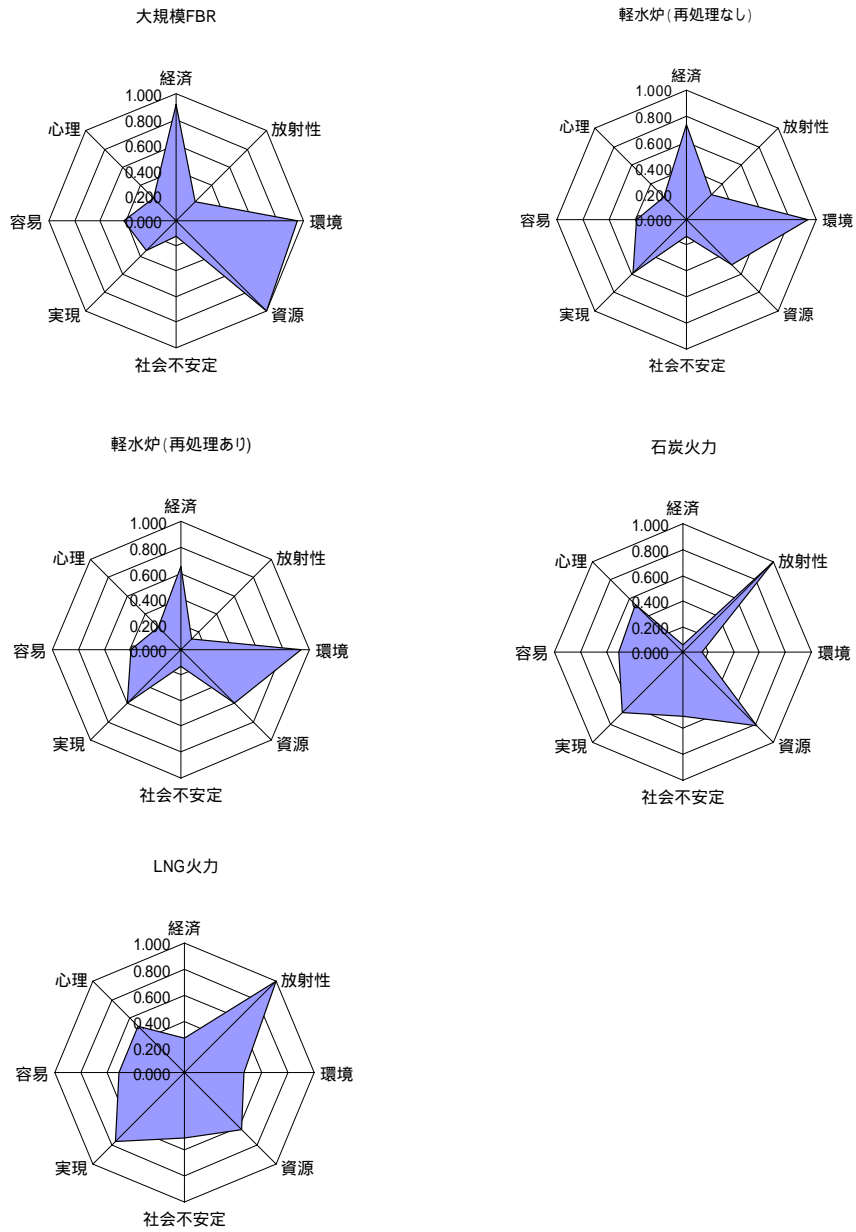 大規模FBR
経済
1.000
0.800
0.600
0.400
0.200
0.000
放射性
環境
資源
社会不安定
実現
容易
心理
軽水炉(再処理なし)
経済
1.000
0.800
0.600
0.400
0.200
0.000
放射性
環境
資源
社会不安定
実現
容易
心理
軽水炉(再処理あり)
経済
1.000
0.800
0.600
0.400
0.200
0.000
放射性
環境
資源
社会不安定
実現
容易
心理
石炭火力
経済
1.000
0.800
0.600
0.400
0.200
0.000
放射性
環境
資源
社会不安定
実現
容易
心理
LNG火力
経済
1.000
0.800
0.600
0.400
0.200
0.000
放射性
環境
資源
社会不安定
実現
容易
心理